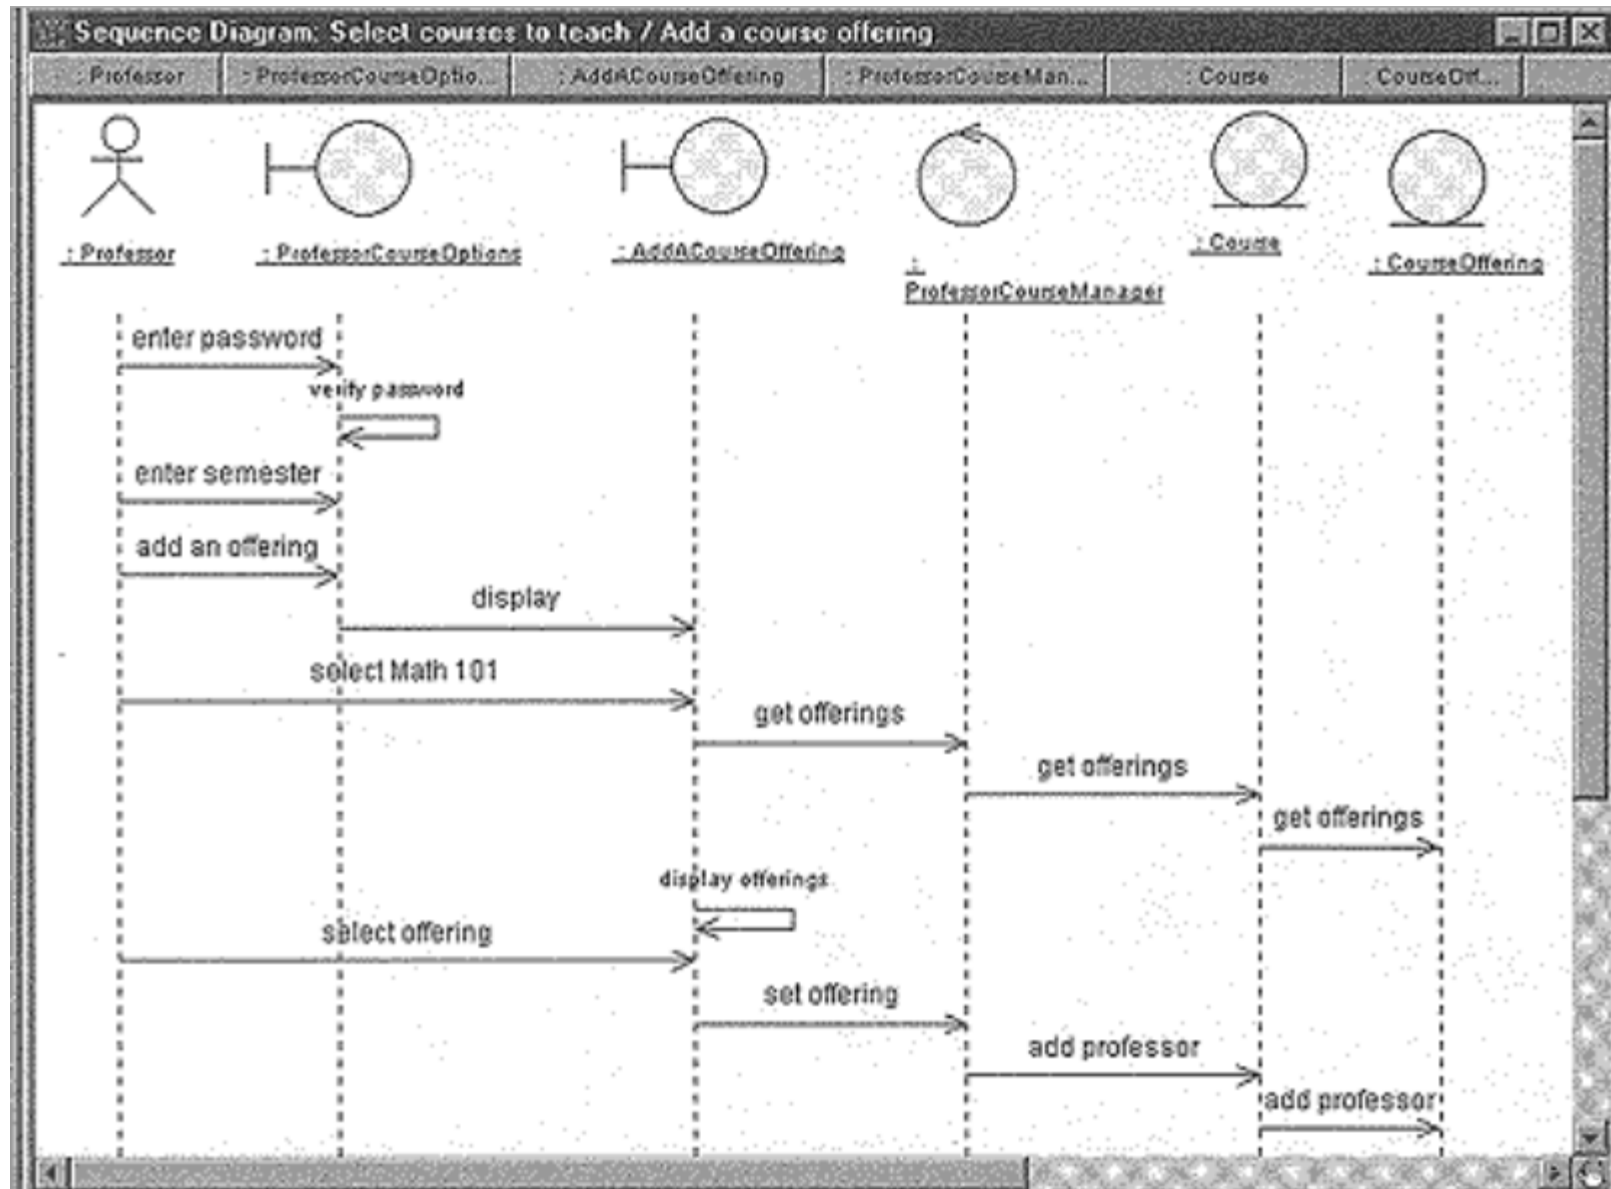 Sequence Diagram: Select courses to teach / Add a course offering
: Professor : ProfessorCourseOptio... : AddACourseOffering : ProfessorCourseMan... : Course : CourseOff...
: Professor : ProfessorCourseOptions : AddACourseOffering : ProfessorCourseManager : Course : CourseOffering
enter password
verify password
enter semester
add an offering
display
select Math 101
get offerings
get offerings
get offerings
display offerings
select offering
set offering
add professor
add professor